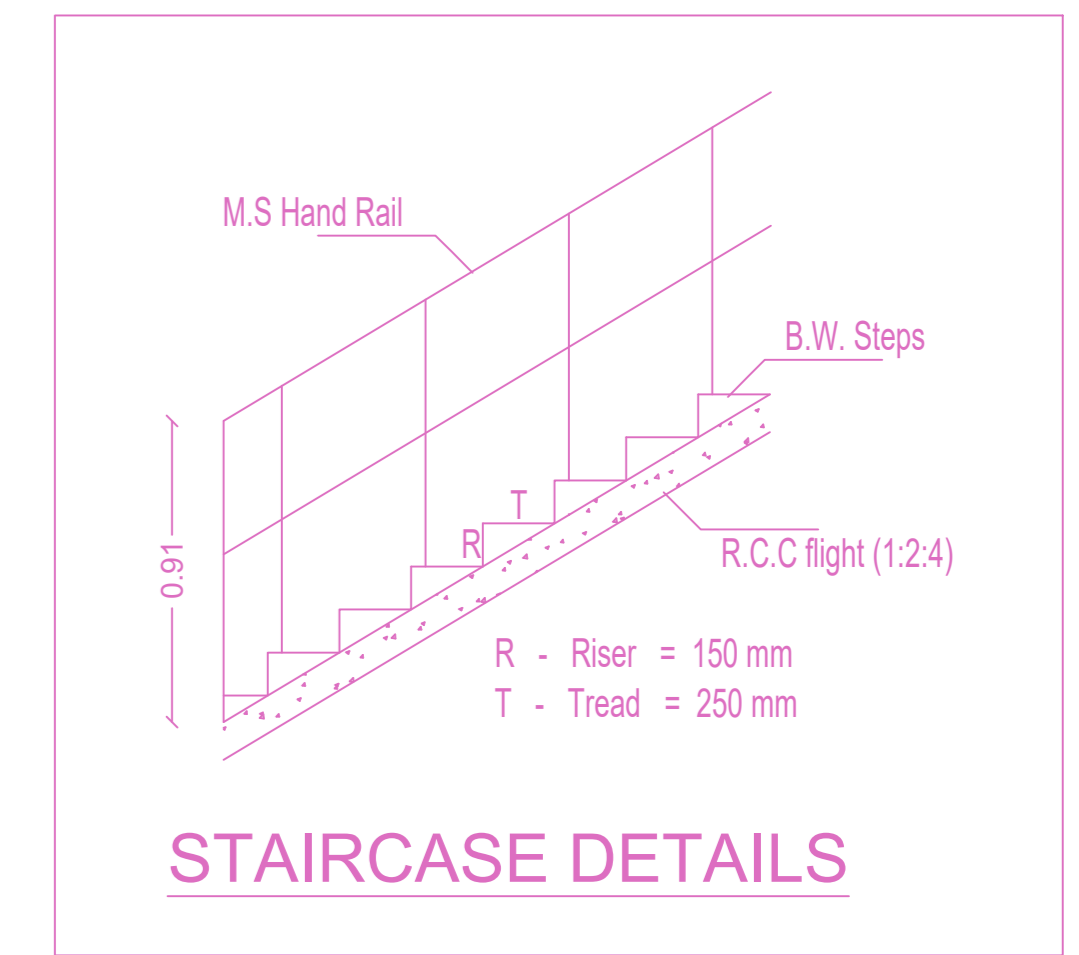 M.S Hand Rail
B.W. Steps
T
R
0.91
R.C.C flight (1:2:4)
R - Riser = 150 mm
T - Tread = 250 mm
STAIRCASE DETAILS